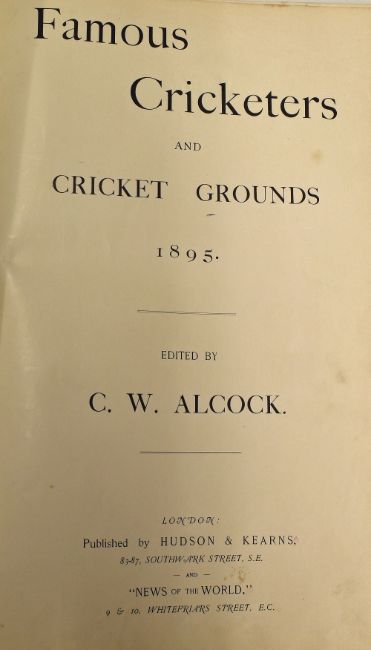 Famous
Cricketers
AND
CRICKET GROUNDS
1895.
EDITED BY
C. W. ALCOCK.
LONDON:
Published by HUDSON & KEARNS,
83-87, SOUTHWARK STREET, S.E.
— AND —
"NEWS OF THE WORLD,"
9 & 10, WHITEFRIARS STREET, E.C.